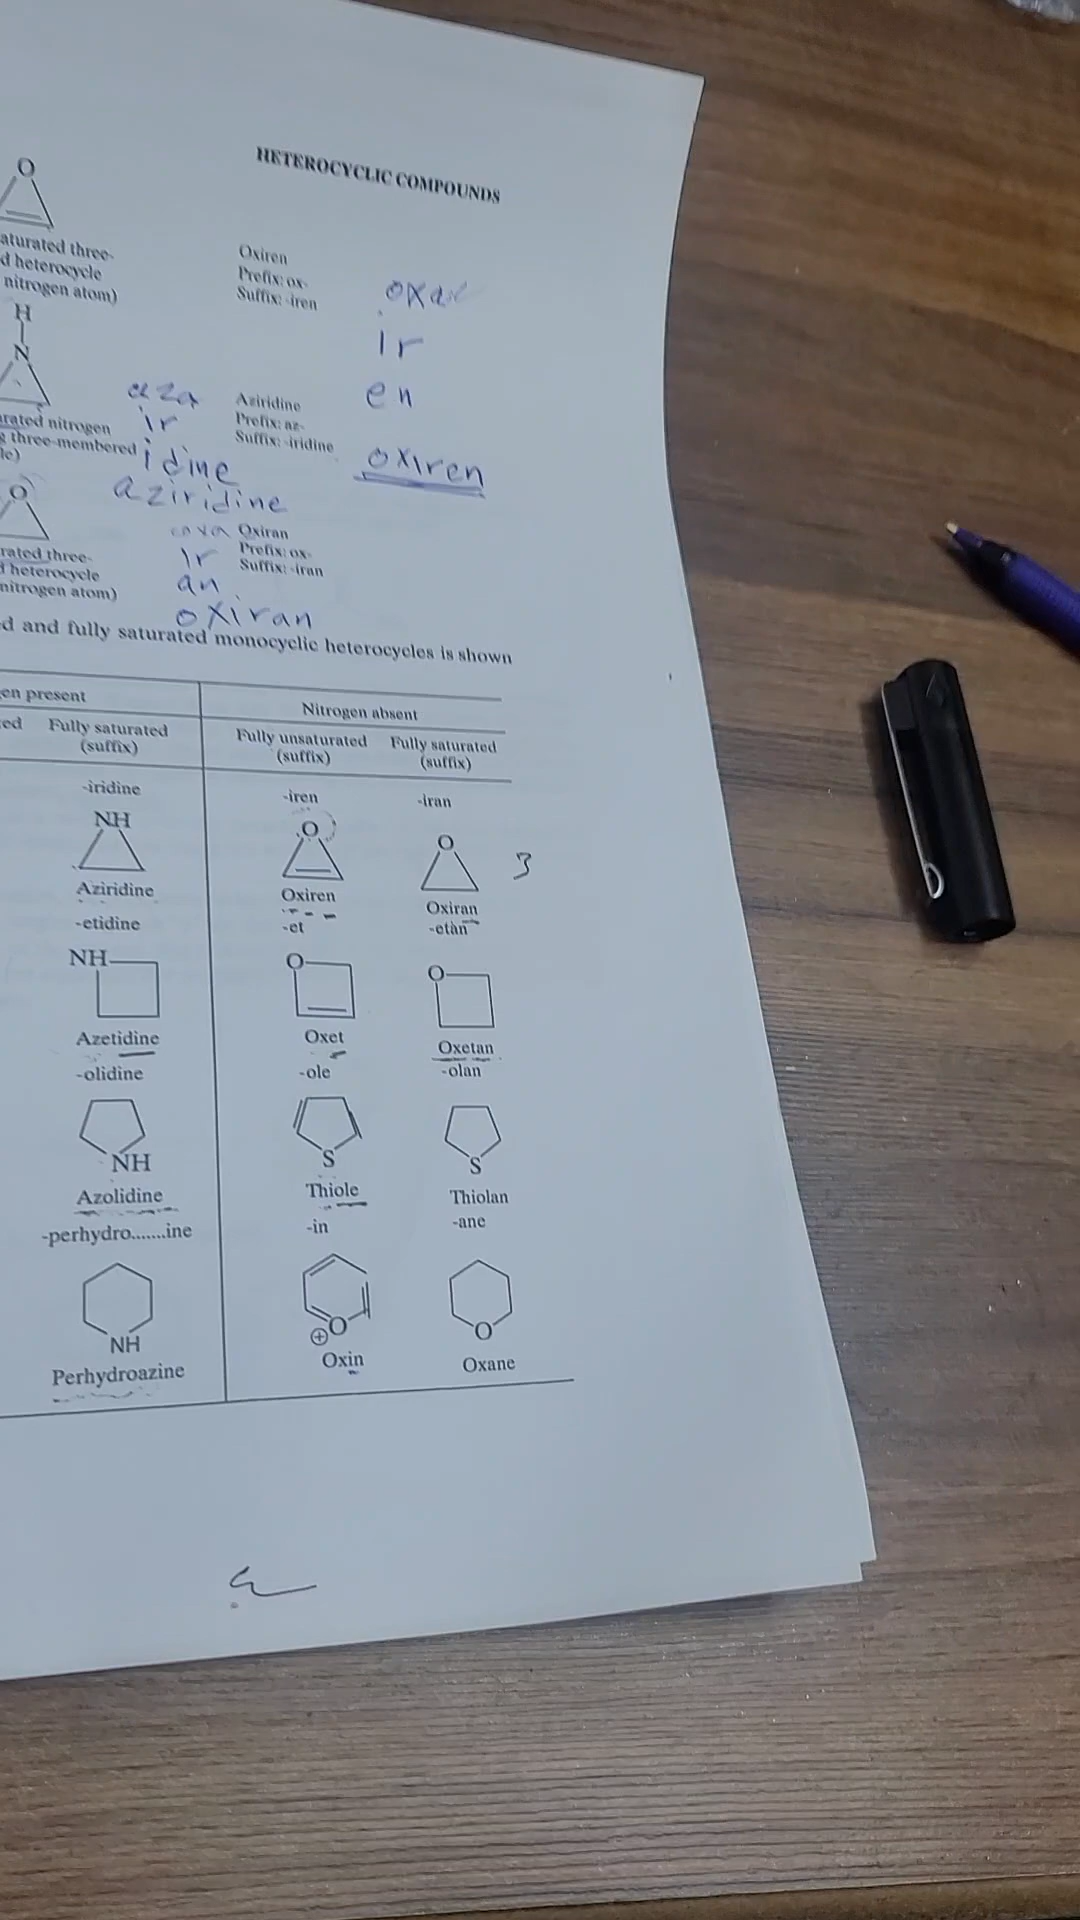 HETEROCYCLIC COMPOUNDS
O
aturated three-
d heterocycle
nitrogen atom)
Oxiren
Prefix: ox-
Suffix: -iren
ir
en
oxiren
H
N
rated nitrogen
g three-membered
le)
aza
ir
idine
aziridine
Aziridine
Prefix: az-
Suffix: -iridine
O
rated three-
d heterocycle
nitrogen atom)
ir
an
oxiran
Oxiran
Prefix: ox-
Suffix: -iran
d and fully saturated monocyclic heterocycles is shown
en present
Nitrogen absent
ed Fully saturated
(suffix)
Fully unsaturated
(suffix)
Fully saturated
(suffix)
-iridine -iren -iran
NH O O 3
Aziridine Oxiren Oxiran
-etidine -et -etan
NH O O
Azetidine Oxet Oxetan
-olidine -ole -olan
NH S S
Azolidine Thiole Thiolan
-perhydro.......ine -in -ane
NH ⊕O O
Perhydroazine Oxin Oxane